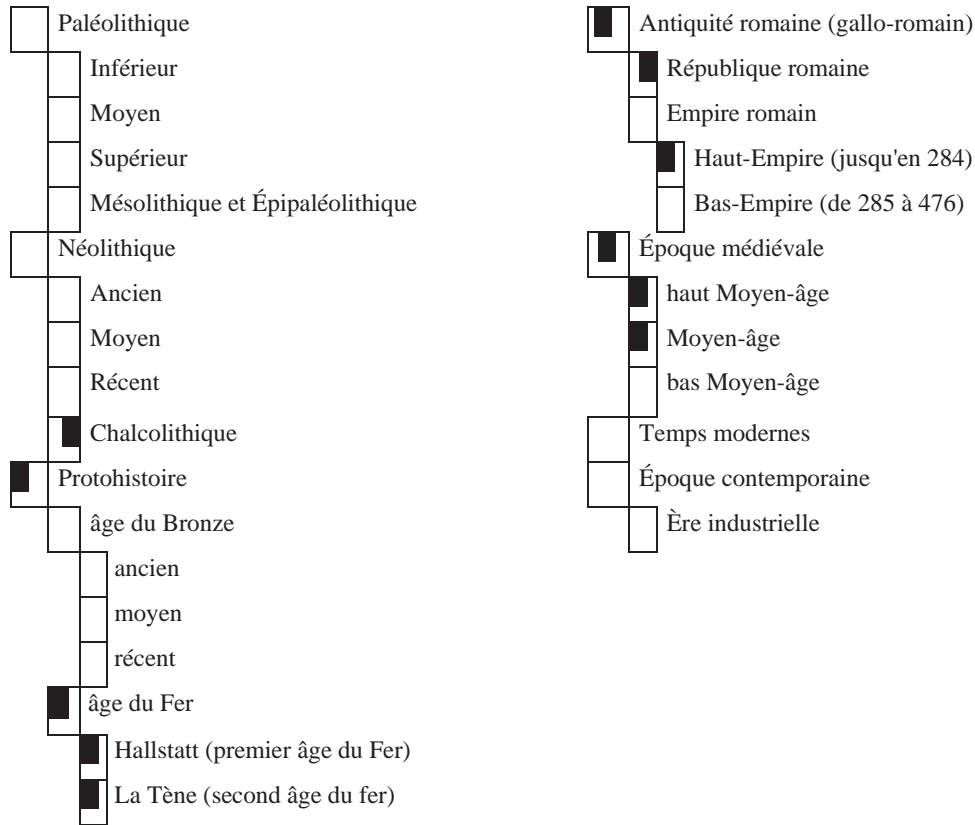 Paléolithique
Inférieur
Moyen
Supérieur
Mésolithique et Épipaléolithique
Néolithique
Ancien
Moyen
Récent
Chalcolithique
Protohistoire
âge du Bronze
ancien
moyen
récent
âge du Fer
Hallstatt (premier âge du Fer)
La Tène (second âge du fer)
Antiquité romaine (gallo-romain)
République romaine
Empire romain
Haut-Empire (jusqu'en 284)
Bas-Empire (de 285 à 476)
Époque médiévale
haut Moyen-âge
Moyen-âge
bas Moyen-âge
Temps modernes
Époque contemporaine
Ère industrielle